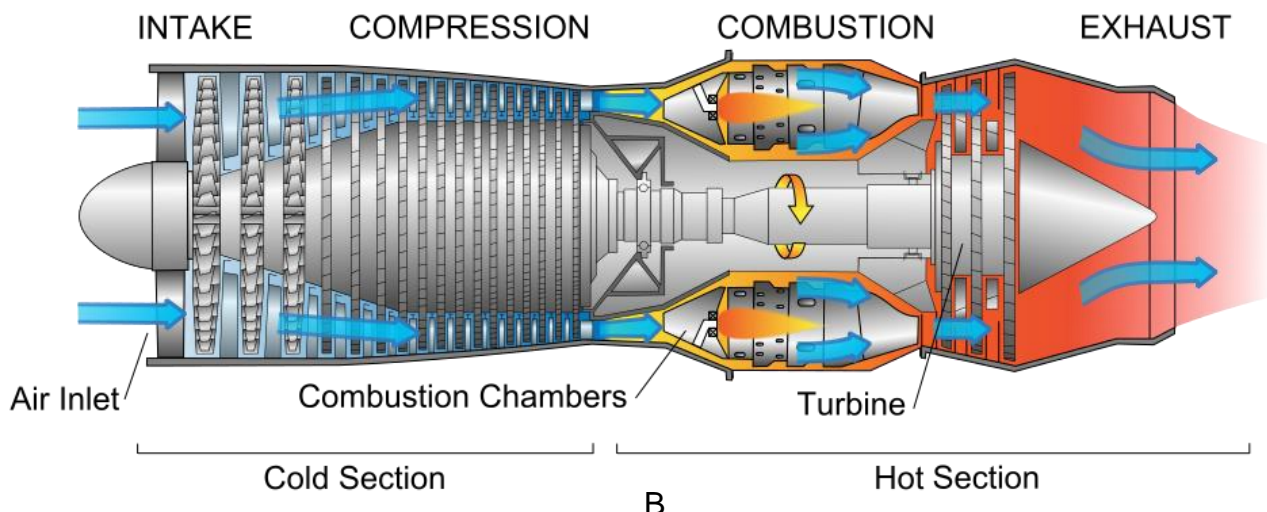 INTAKE COMPRESSION COMBUSTION EXHAUST
Air Inlet
Combustion Chambers
Turbine
Cold Section
Hot Section
B